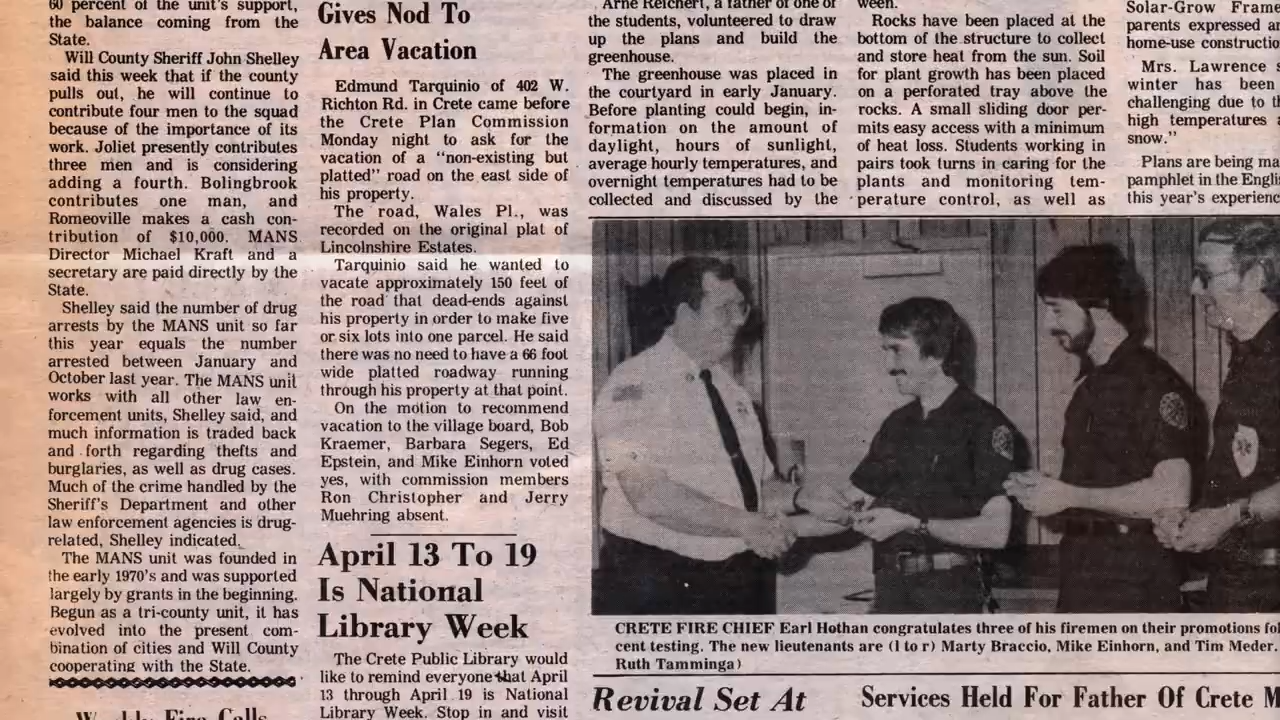 60 percent of the unit's support,
the balance coming from the
State.
Will County Sheriff John Shelley
said this week that if the county
pulls out, he will continue to
contribute four men to the squad
because of the importance of its
work. Joliet presently contributes
three men and is considering
adding a fourth. Bolingbrook
contributes one man, and
Romeoville makes a cash con-
tribution of $10,000. MANS
Director Michael Kraft and a
secretary are paid directly by the
State.
Shelley said the number of drug
arrests by the MANS unit so far
this year equals the number
arrested between January and
October last year. The MANS unit
works with all other law en-
forcement units, Shelley said, and
much information is traded back
and forth regarding thefts and
burglaries, as well as drug cases.
Much of the crime handled by the
Sheriff's Department and other
law enforcement agencies is drug-
related, Shelley indicated.
The MANS unit was founded in
the early 1970's and was supported
largely by grants in the beginning.
Begun as a tri-county unit, it has
evolved into the present com-
bination of cities and Will County
cooperating with the State.
Weekly Fire Calls
Gives Nod To
Area Vacation
Edmund Tarquinio of 402 W.
Richton Rd. in Crete came before
the Crete Plan Commission
Monday night to ask for the
vacation of a "non-existing but
platted" road on the east side of
his property.
The road, Wales Pl., was
recorded on the original plat of
Lincolnshire Estates.
Tarquinio said he wanted to
vacate approximately 150 feet of
the road that dead-ends against
his property in order to make five
or six lots into one parcel. He said
there was no need to have a 66 foot
wide platted roadway running
through his property at that point.
On the motion to recommend
vacation to the village board, Bob
Kraemer, Barbara Segers, Ed
Epstein, and Mike Einhorn voted
yes, with commission members
Ron Christopher and Jerry
Muehring absent.
April 13 To 19
Is National
Library Week
The Crete Public Library would
like to remind everyone that April
13 through April 19 is National
Library Week. Stop in and visit
Arne Reichert, a father of one of
the students, volunteered to draw
up the plans and build the
greenhouse.
The greenhouse was placed in
the courtyard in early January.
Before planting could begin, in-
formation on the amount of
daylight, hours of sunlight,
average hourly temperatures, and
overnight temperatures had to be
collected and discussed by the
ween.
Rocks have been placed at the
bottom of the structure to collect
and store heat from the sun. Soil
for plant growth has been placed
on a perforated tray above the
rocks. A small sliding door per-
mits easy access with a minimum
of heat loss. Students working in
pairs took turns in caring for the
plants and monitoring tem-
perature control, as well as
Solar-Grow Frame
parents expressed
home-use constructio
Mrs. Lawrence s
winter has been
challenging due to
high temperatures
snow."
Plans are being ma
pamphlet in the Engli
this year's experienc
CRETE FIRE CHIEF Earl Hothan congratulates three of his firemen on their promotions fol
cent testing. The new lieutenants are (l to r) Marty Braccio, Mike Einhorn, and Tim Meder.
Ruth Tamminga)
Revival Set At
Services Held For Father Of Crete M